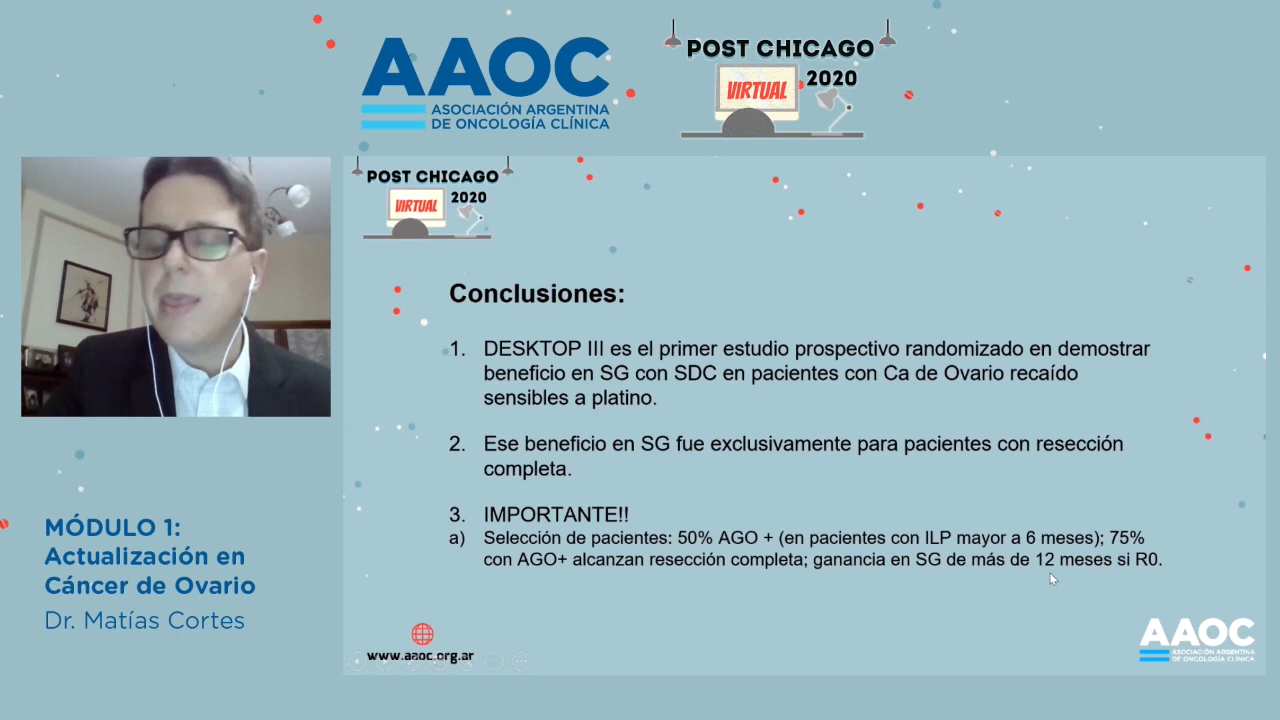 AAOC
ASOCIACIÓN ARGENTINA
DE ONCOLOGÍA CLÍNICA
POST CHICAGO
2020
VIRTUAL
POST CHICAGO
2020
VIRTUAL
Conclusiones:
1. DESKTOP III es el primer estudio prospectivo randomizado en demostrar
beneficio en SG con SDC en pacientes con Ca de Ovario recaído
sensibles a platino.
2. Ese beneficio en SG fue exclusivamente para pacientes con resección
completa.
3. IMPORTANTE!!
a) Selección de pacientes: 50% AGO + (en pacientes con ILP mayor a 6 meses); 75%
con AGO+ alcanzan resección completa; ganancia en SG de más de 12 meses si R0.
MÓDULO 1:
Actualización en
Cáncer de Ovario
Dr. Matías Cortes
www.aaoc.org.ar
AAOC
ASOCIACIÓN ARGENTINA
DE ONCOLOGÍA CLÍNICA